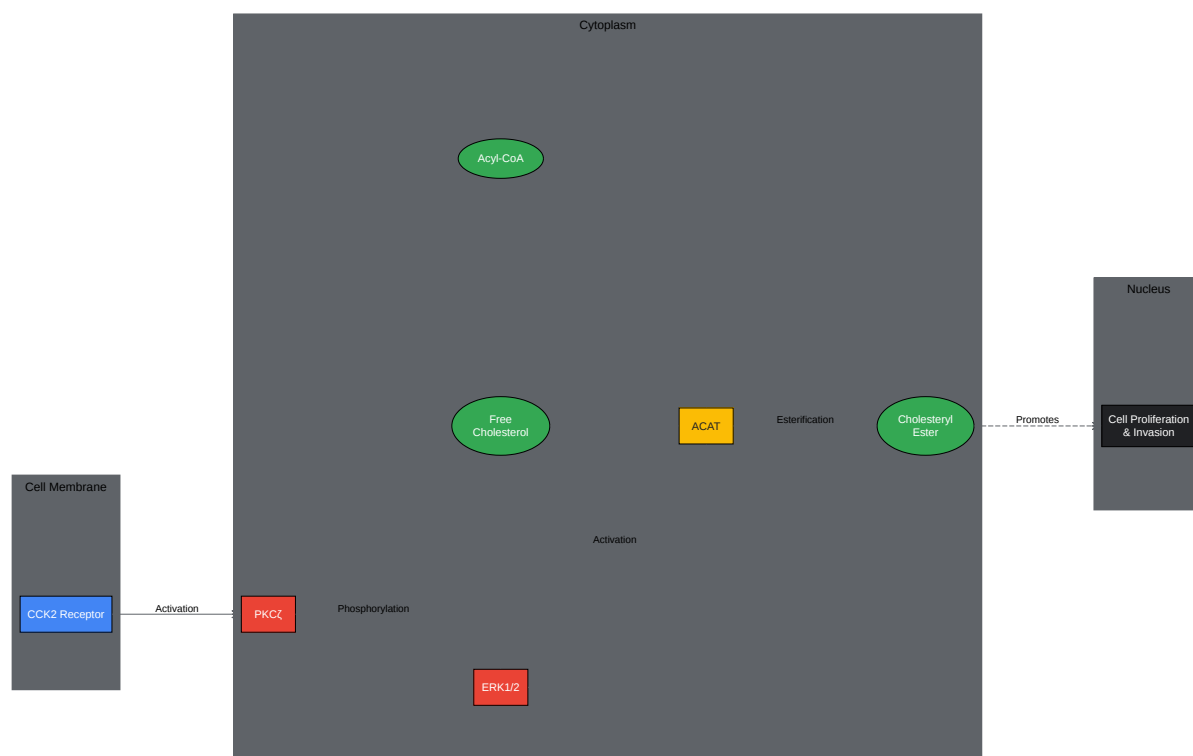 Cytoplasm
Acyl-CoA
Nucleus
Free
Cholesterol
ACAT
Esterification
Cholesteryl
Ester
Promotes
Cell Proliferation
& Invasion
Cell Membrane
Activation
CCK2 Receptor
Activation
PKCζ
Phosphorylation
ERK1/2